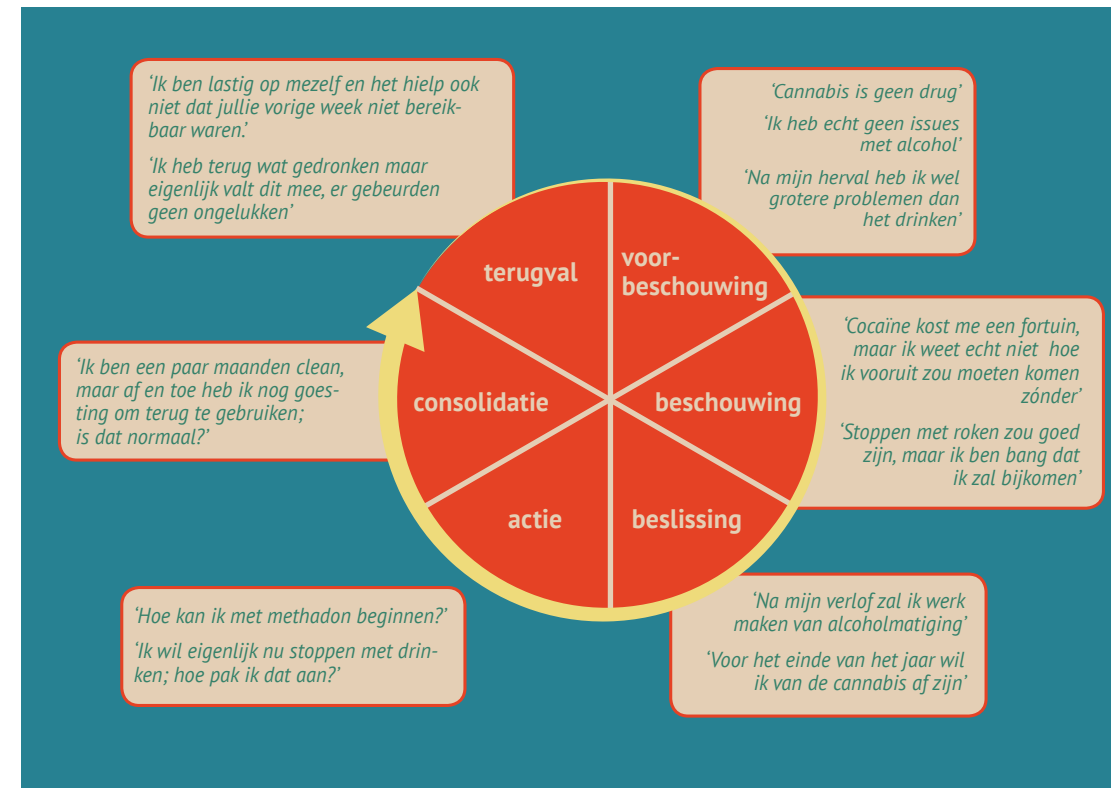 ‘Ik ben lastig op mezelf en het hielp ook
niet dat jullie vorige week niet bereik-
baar waren.’
‘Ik heb terug wat gedronken maar
eigenlijk valt dit mee, er gebeurden
geen ongelukken’
‘Cannabis is geen drug’
‘Ik heb echt geen issues
met alcohol’
‘Na mijn herval heb ik wel
grotere problemen dan
het drinken’
terugval
voor-
beschouwing
‘Cocaïne kost me een fortuin,
maar ik weet echt niet hoe
ik vooruit zou moeten komen
zónder’
‘Stoppen met roken zou goed
zijn, maar ik ben bang dat
ik zal bijkomen’
‘Ik ben een paar maanden clean,
maar af en toe heb ik nog goes-
ting om terug te gebruiken;
is dat normaal?’
consolidatie
beschouwing
actie
beslissing
‘Hoe kan ik met methadon beginnen?’
‘Ik wil eigenlijk nu stoppen met drin-
ken; hoe pak ik dat aan?’
‘Na mijn verlof zal ik werk
maken van alcoholmatiging’
‘Voor het einde van het jaar wil
ik van de cannabis af zijn’